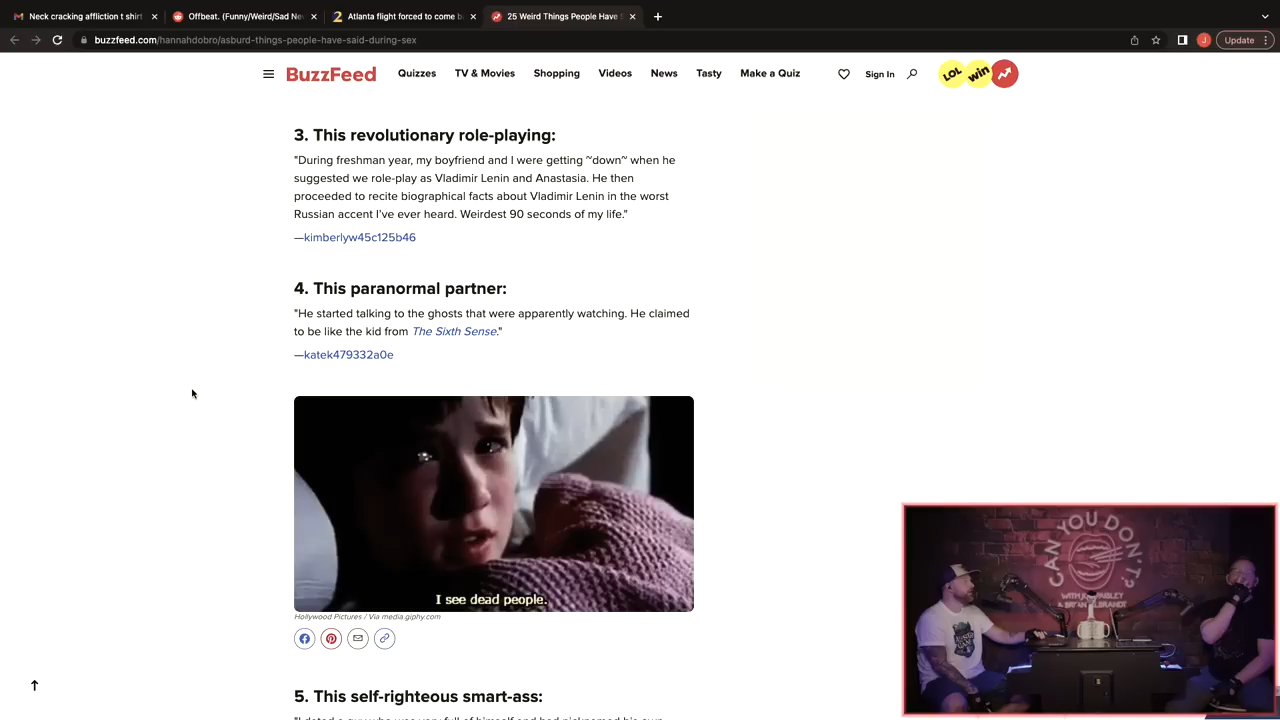 Neck cracking affliction t shirt
Offbeat. (Funny/Weird/Sad Ne
Atlanta flight forced to come b
25 Weird Things People Have
buzzfeed.com/hannahdobro/asburd-things-people-have-said-during-sex
J
Update
BuzzFeed
Quizzes
TV & Movies
Shopping
Videos
News
Tasty
Make a Quiz
Sign In
LOL
win
3. This revolutionary role-playing:
"During freshman year, my boyfriend and I were getting ~down~ when he
suggested we role-play as Vladimir Lenin and Anastasia. He then
proceeded to recite biographical facts about Vladimir Lenin in the worst
Russian accent I've ever heard. Weirdest 90 seconds of my life."
—kimberlyw45c125b46
4. This paranormal partner:
"He started talking to the ghosts that were apparently watching. He claimed
to be like the kid from The Sixth Sense."
—katek479332a0e
I see dead people.
Hollywood Pictures / Via media.giphy.com
CAN YOU DON'T?
5. This self-righteous smart-ass: